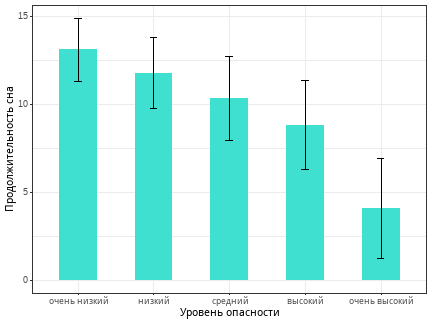 Продолжительность сна
15
10
5
0
очень низкий низкий средний высокий очень высокий
Уровень опасности